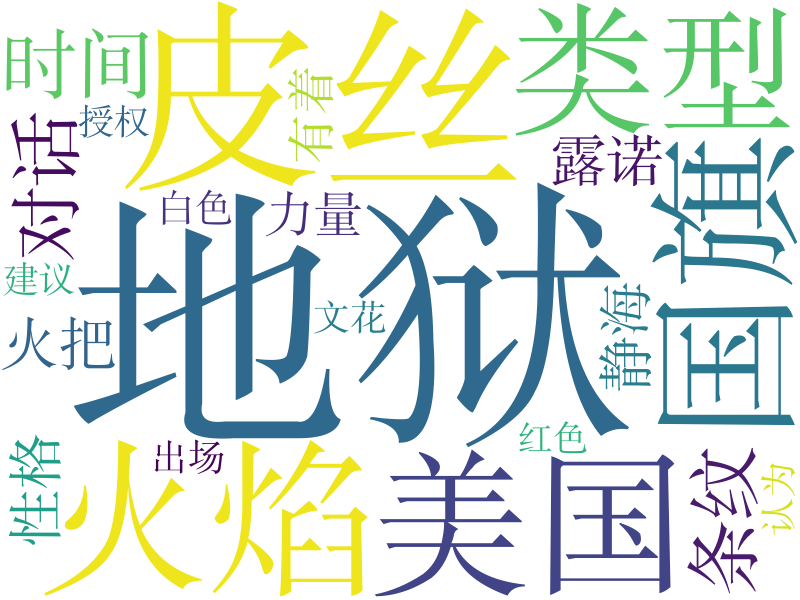 时间
皮丝
类型
授权
有着
对话
露诺
国旗
白色
力量
地狱
建议
文花
静海
火把
红色
性格
出场
火焰
美国
条纹
认为